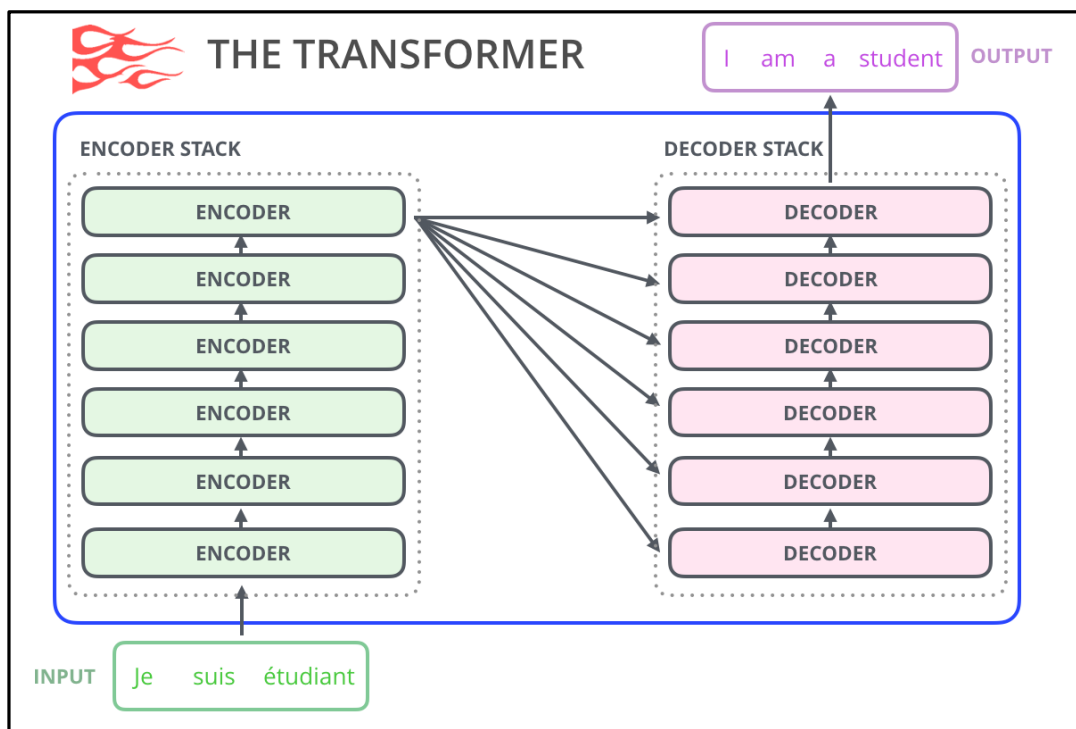 THE TRANSFORMER
I am a student
OUTPUT
ENCODER STACK
DECODER STACK
ENCODER
DECODER
ENCODER
DECODER
ENCODER
DECODER
ENCODER
DECODER
ENCODER
DECODER
ENCODER
DECODER
INPUT
Je suis étudiant